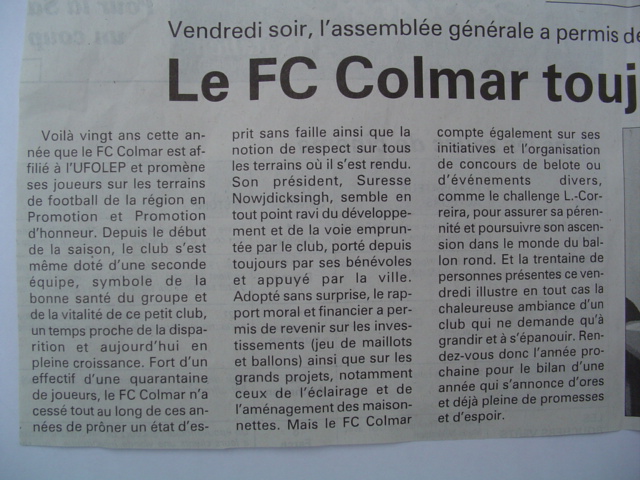 Vendredi soir, l'assemblée générale a permis de
Le FC Colmar touj
Voilà vingt ans cette an-
née que le FC Colmar est af-
filié à l'UFOLEP et promène
ses joueurs sur les terrains
de football de la région en
Promotion et Promotion
d'honneur. Depuis le début
de la saison, le club s'est
même doté d'une seconde
équipe, symbole de la
bonne santé du groupe et
de la vitalité de ce petit club,
un temps proche de la dispa-
rition et aujourd'hui en
pleine croissance. Fort d'un
effectif d'une quarantaine
de joueurs, le FC Colmar n'a
cessé tout au long de ces an-
nées de prôner un état d'es-
prit sans faille ainsi que la
notion de respect sur tous
les terrains où il s'est rendu.
Son président, Suresse
Nowjdicksingh, semble en
tout point ravi du développe-
ment et de la voie emprun-
tée par le club, porté depuis
toujours par ses bénévoles
et appuyé par la ville.
Adopté sans surprise, le rap-
port moral et financier a per-
mis de revenir sur les inves-
tissements (jeu de maillots
et ballons) ainsi que sur les
grands projets, notamment
ceux de l'éclairage et de
l'aménagement des maison-
nettes. Mais le FC Colmar
compte également sur ses
initiatives et l'organisation
de concours de belote ou
d'événements divers,
comme le challenge L.-Cor-
reira, pour assurer sa péren-
nité et poursuivre son ascen-
sion dans le monde du bal-
lon rond. Et la trentaine de
personnes présentes ce ven-
dredi illustre en tout cas la
chaleureuse ambiance d'un
club qui ne demande qu'à
grandir et à s'épanouir. Ren-
dez-vous donc l'année pro-
chaine pour le bilan d'une
année qui s'annonce d'ores
et déjà pleine de promesses
et d'espoir.